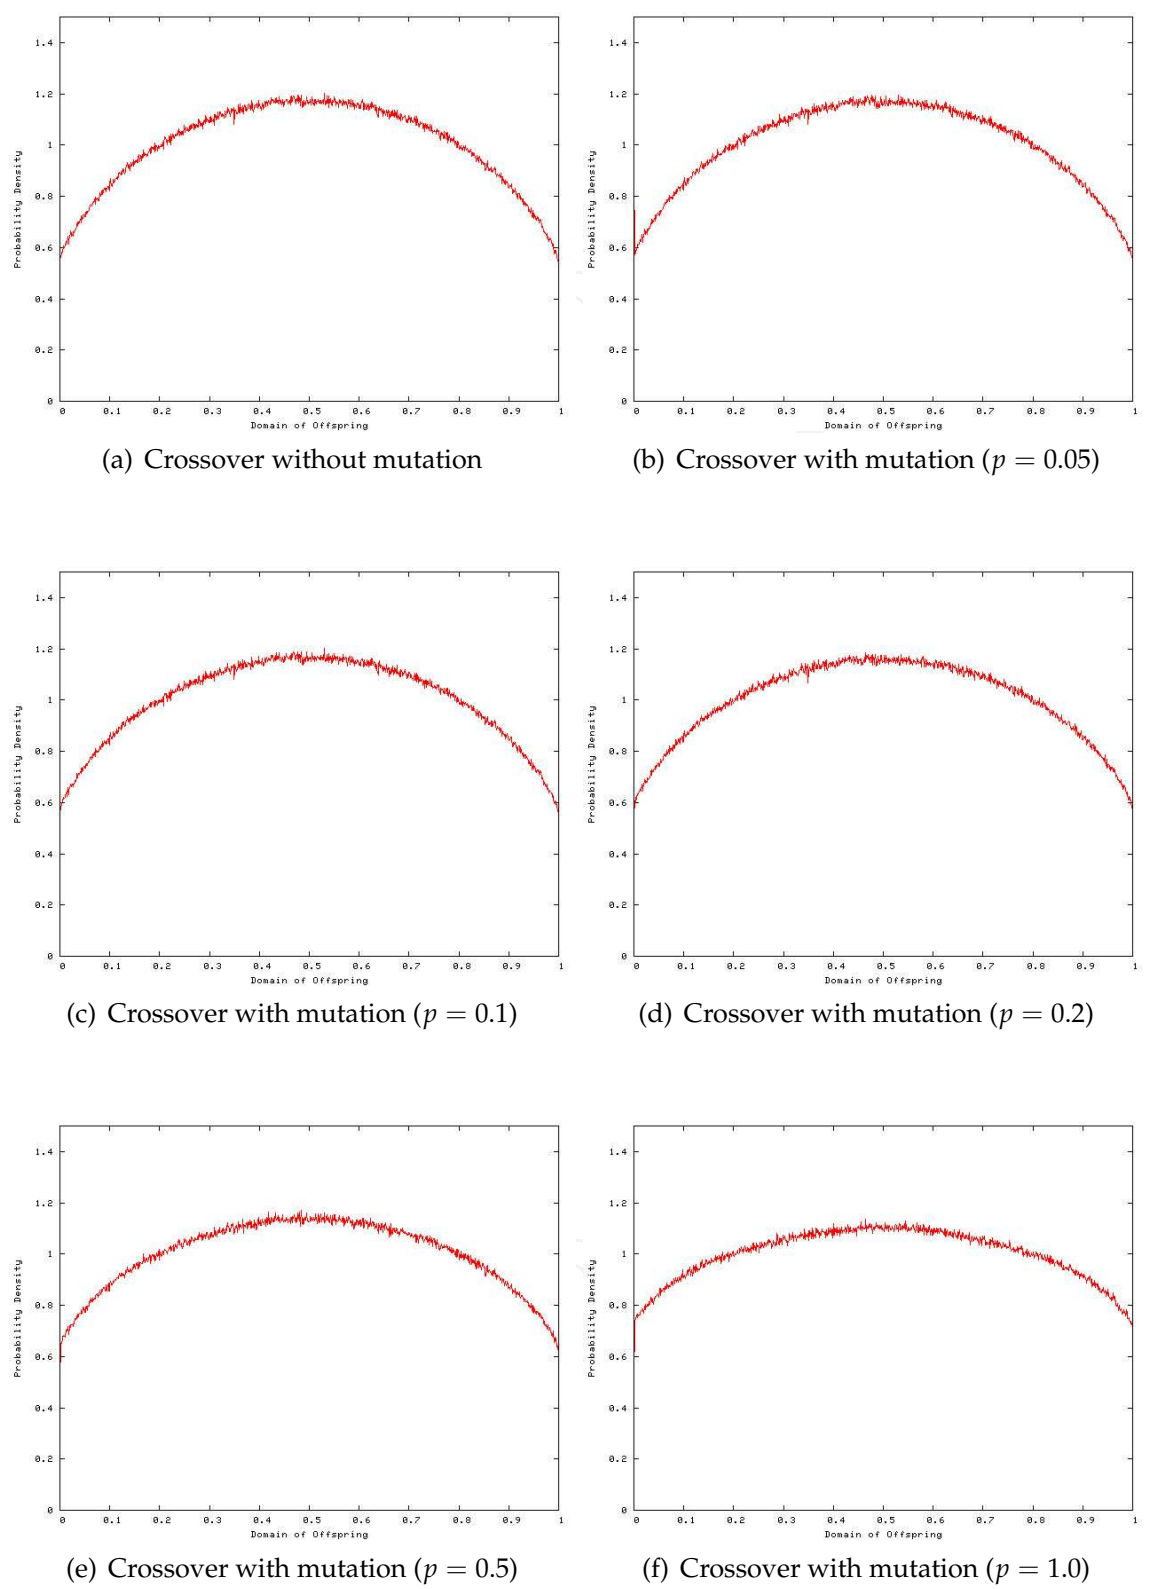 1.4
1.2
1
0.8
0.6
0.4
0.2
0
Probability Density
0 0.1 0.2 0.3 0.4 0.5 0.6 0.7 0.8 0.9 1
Domain of Offspring
(a) Crossover without mutation
1.4
1.2
1
0.8
0.6
0.4
0.2
0
Probability Density
0 0.1 0.2 0.3 0.4 0.5 0.6 0.7 0.8 0.9 1
Domain of Offspring
(b) Crossover with mutation (p = 0.05)
1.4
1.2
1
0.8
0.6
0.4
0.2
0
Probability Density
0 0.1 0.2 0.3 0.4 0.5 0.6 0.7 0.8 0.9 1
Domain of Offspring
(c) Crossover with mutation (p = 0.1)
1.4
1.2
1
0.8
0.6
0.4
0.2
0
Probability Density
0 0.1 0.2 0.3 0.4 0.5 0.6 0.7 0.8 0.9 1
Domain of Offspring
(d) Crossover with mutation (p = 0.2)
1.4
1.2
1
0.8
0.6
0.4
0.2
0
Probability Density
0 0.1 0.2 0.3 0.4 0.5 0.6 0.7 0.8 0.9 1
Domain of Offspring
(e) Crossover with mutation (p = 0.5)
1.4
1.2
1
0.8
0.6
0.4
0.2
0
Probability Density
0 0.1 0.2 0.3 0.4 0.5 0.6 0.7 0.8 0.9 1
Domain of Offspring
(f) Crossover with mutation (p = 1.0)